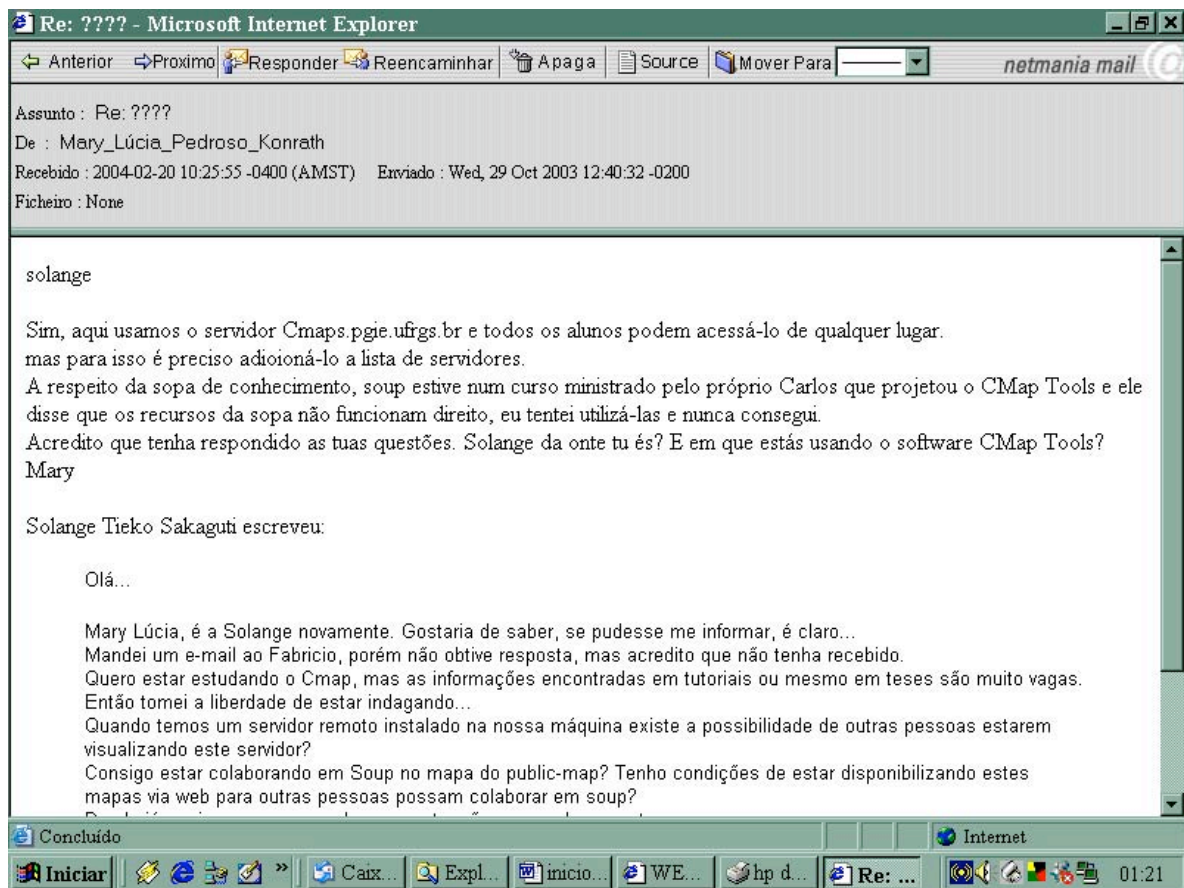 Re: ???? - Microsoft Internet Explorer
Anterior Proximo Responder Reencaminhar Apaga Source Mover Para netmania mail
Assunto : Re: ????
De : Mary_Lúcia_Pedroso_Konrath
Recebido : 2004-02-20 10:25:55 -0400 (AMST) Enviado : Wed, 29 Oct 2003 12:40:32 -0200
Ficheiro : None
solange
Sim, aqui usamos o servidor Cmaps.pgie.ufrgs.br e todos os alunos podem acessá-lo de qualquer lugar.
mas para isso é preciso adioioná-lo a lista de servidores.
A respeito da sopa de conhecimento, soup estive num curso ministrado pelo próprio Carlos que projetou o CMap Tools e ele
disse que os recursos da sopa não funcionam direito, eu tentei utilizá-las e nunca consegui.
Acredito que tenha respondido as tuas questões. Solange da onte tu és? E em que estás usando o software CMap Tools?
Mary
Solange Tieko Sakaguti escreveu:
Olá...
Mary Lúcia, é a Solange novamente. Gostaria de saber, se pudesse me informar, é claro...
Mandei um e-mail ao Fabricio, porém não obtive resposta, mas acredito que não tenha recebido.
Quero estar estudando o Cmap, mas as informações encontradas em tutoriais ou mesmo em teses são muito vagas.
Então tomei a liberdade de estar indagando...
Quando temos um servidor remoto instalado na nossa máquina existe a possibilidade de outras pessoas estarem
visualizando este servidor?
Consigo estar colaborando em Soup no mapa do public-map? Tenho condições de estar disponibilizando estes
mapas via web para outras pessoas possam colaborar em soup?
Concluído Internet
Iniciar » Caix... Expl... inicio... WE... hp d... Re: ... 01:21